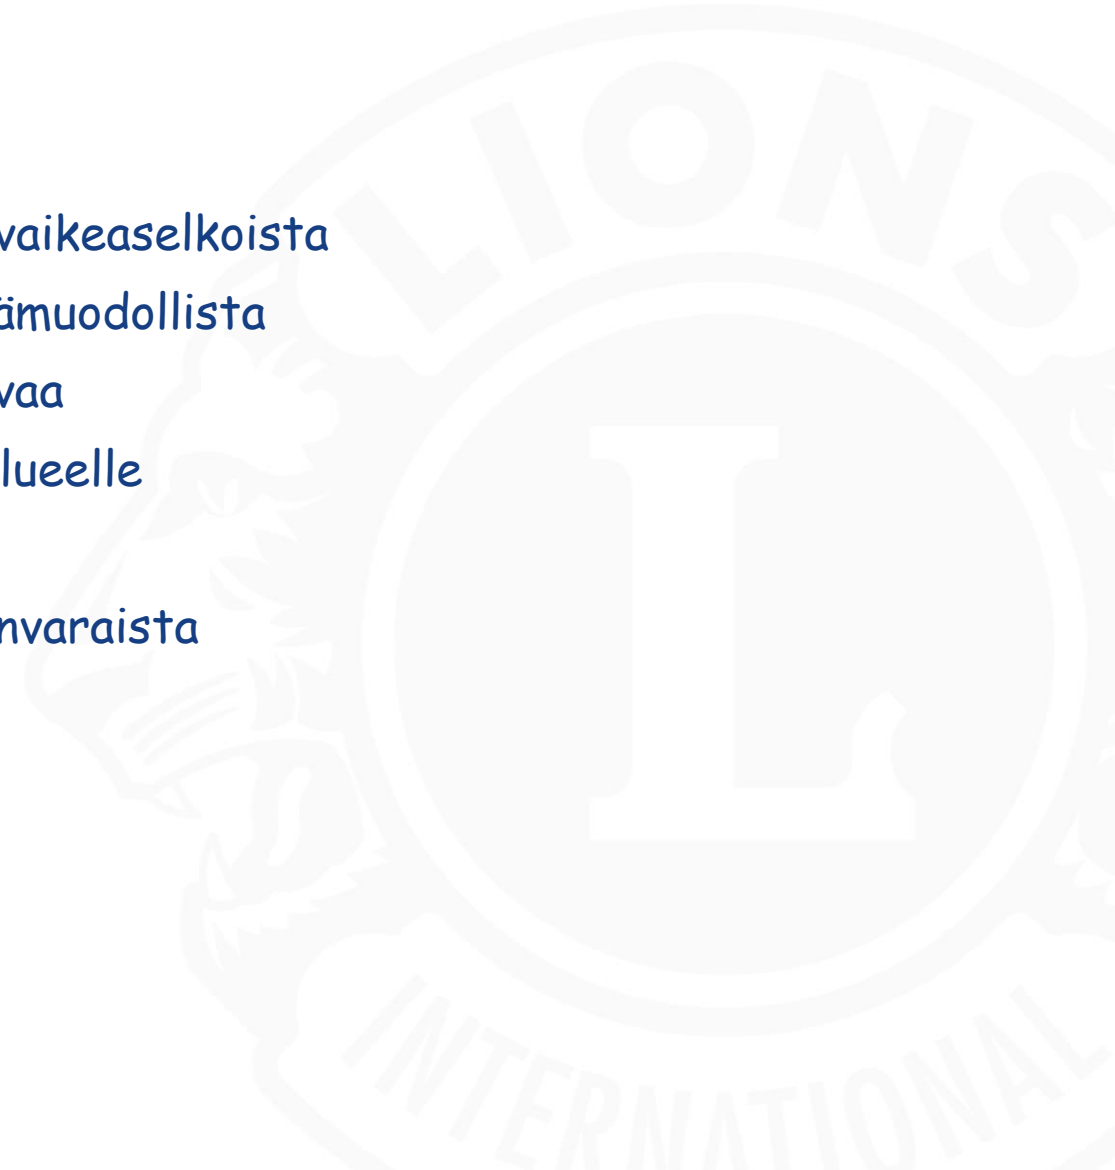 LIONS
vaikeaselkoista
ämuodollista
vaa
lueelle
nvaraista
L
INTERNATIONAL